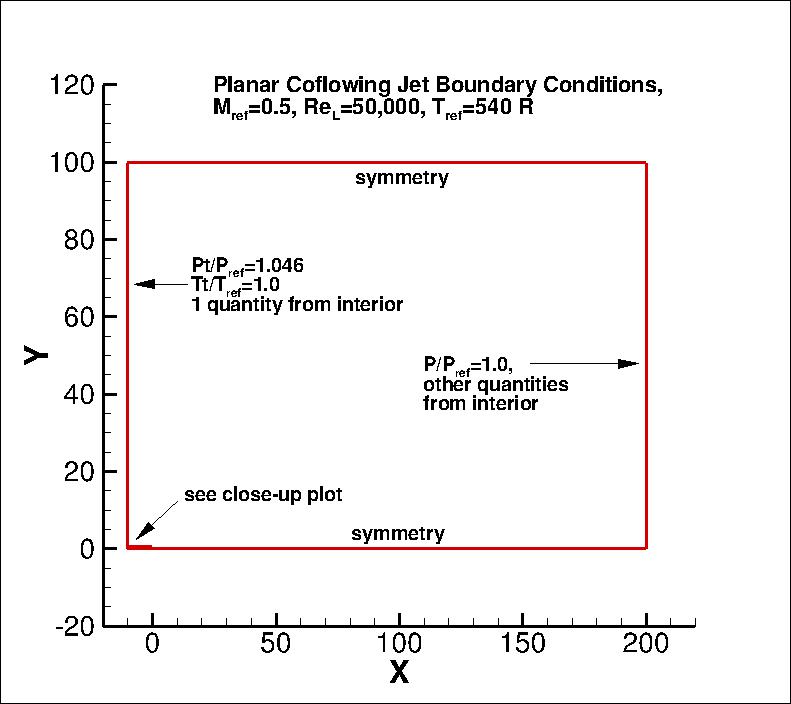 Planar Coflowing Jet Boundary Conditions,
Mref=0.5, ReL=50,000, Tref=540 R
120
100
symmetry
80
Pt/Pref=1.046
Tt/Tref=1.0
1 quantity from interior
60
Y
P/Pref=1.0,
other quantities
from interior
40
20
see close-up plot
symmetry
0
-20
0 50 100 150 200
X